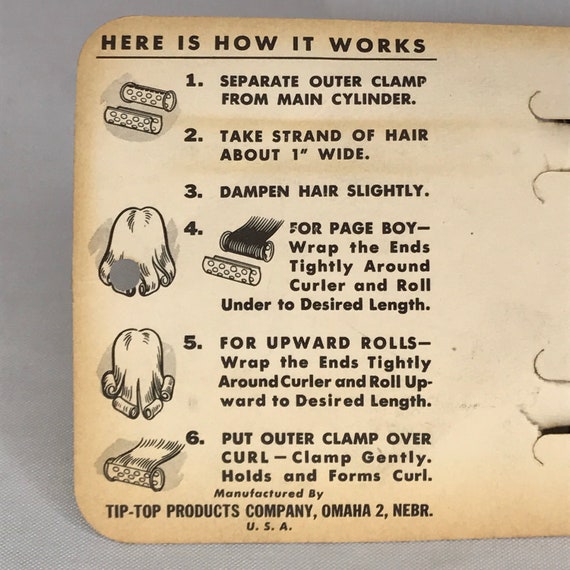 HERE IS HOW IT WORKS
1. SEPARATE OUTER CLAMP
FROM MAIN CYLINDER.
2. TAKE STRAND OF HAIR
ABOUT 1" WIDE.
3. DAMPEN HAIR SLIGHTLY.
4. FOR PAGE BOY—
Wrap the Ends
Tightly Around
Curler and Roll
Under to Desired Length.
5. FOR UPWARD ROLLS—
Wrap the Ends Tightly
Around Curler and Roll Up-
ward to Desired Length.
6. PUT OUTER CLAMP OVER
CURL—Clamp Gently.
Holds and Forms Curl.
Manufactured By
TIP-TOP PRODUCTS COMPANY, OMAHA 2, NEBR.
U. S. A.